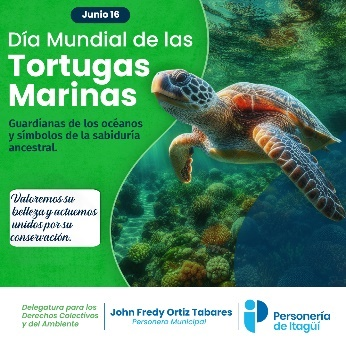 Junio 16
Día Mundial de las
Tortugas
Marinas
Guardianas de los océanos
y símbolos de la sabiduría
ancestral.
Valoremos su
belleza y actuemos
unidos por su
conservación.
Delegatura para los
Derechos Colectivos
y del Ambiente
John Fredy Ortiz Tabares
Personero Municipal
Personería
de Itagüí